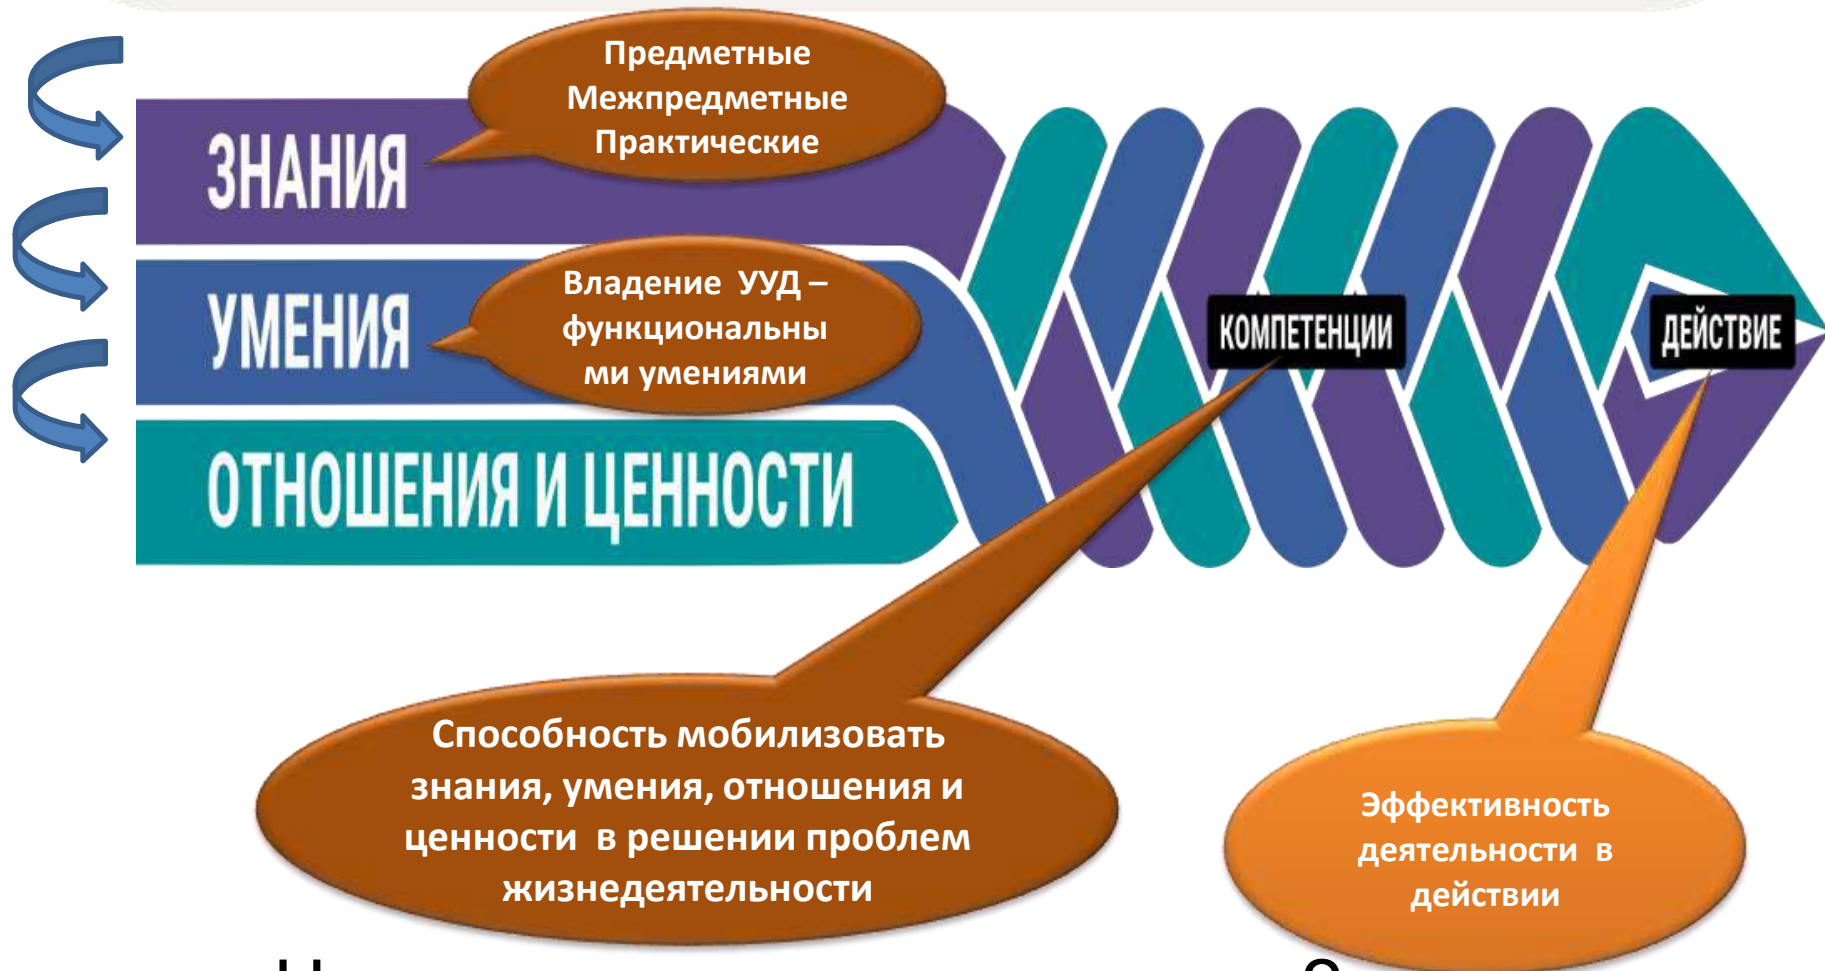 Предметные
Межпредметные
Практические
ЗНАНИЯ
Владение УУД –
функциональны
ми умениями
УМЕНИЯ
КОМПЕТЕНЦИИ
ДЕЙСТВИЕ
ОТНОШЕНИЯ И ЦЕННОСТИ
Способность мобилизовать
знания, умения, отношения и
ценности в решении проблем
жизнедеятельности
Эффективность
деятельности в
действии